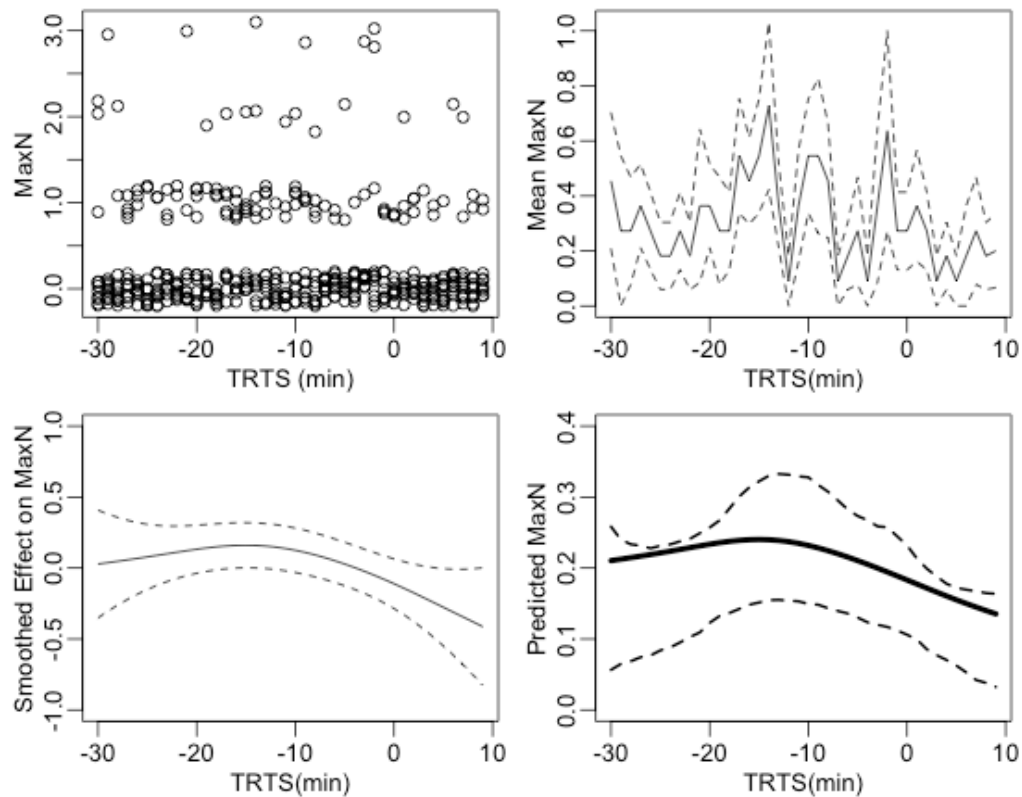 MaxN
3.0
2.0
1.0
0.0
-30 -20 -10 0 10
TRTS (min)
Mean MaxN
1.0
0.8
0.6
0.4
0.2
0.0
-30 -20 -10 0 10
TRTS(min)
Smoothed Effect on MaxN
1.0
0.5
0.0
-0.5
-1.0
-30 -20 -10 0 10
TRTS(min)
Predicted MaxN
0.4
0.3
0.2
0.1
0.0
-30 -20 -10 0 10
TRTS(min)